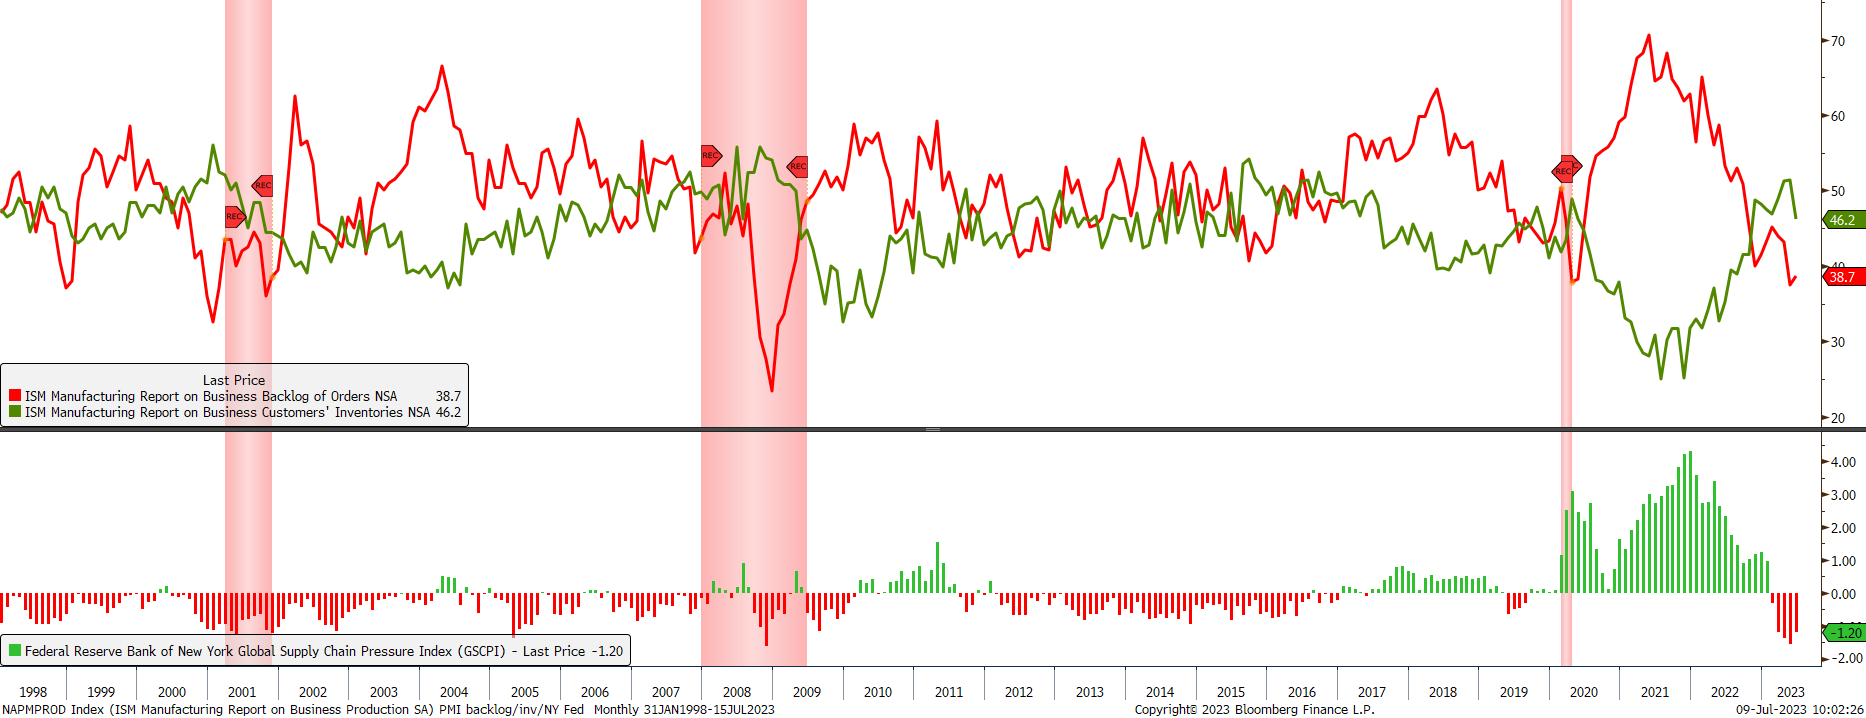 70
60
REC
REC
REC
REC
REC
REC
50
46.2
40
38.7
30
20
Last Price
ISM Manufacturing Report on Business Backlog of Orders NSA 38.7
ISM Manufacturing Report on Business Customers' Inventories NSA 46.2
4.00
3.00
2.00
1.00
0.00
-1.20
-2.00
Federal Reserve Bank of New York Global Supply Chain Pressure Index (GSCPI) - Last Price -1.20
1998 1999 2000 2001 2002 2003 2004 2005 2006 2007 2008 2009 2010 2011 2012 2013 2014 2015 2016 2017 2018 2019 2020 2021 2022 2023
NAPMPROD Index (ISM Manufacturing Report on Business Production SA) PMI backlog/inv/NY Fed Monthly 31JAN1998-15JUL2023 Copyright© 2023 Bloomberg Finance L.P. 09-Jul-2023 10:02:26